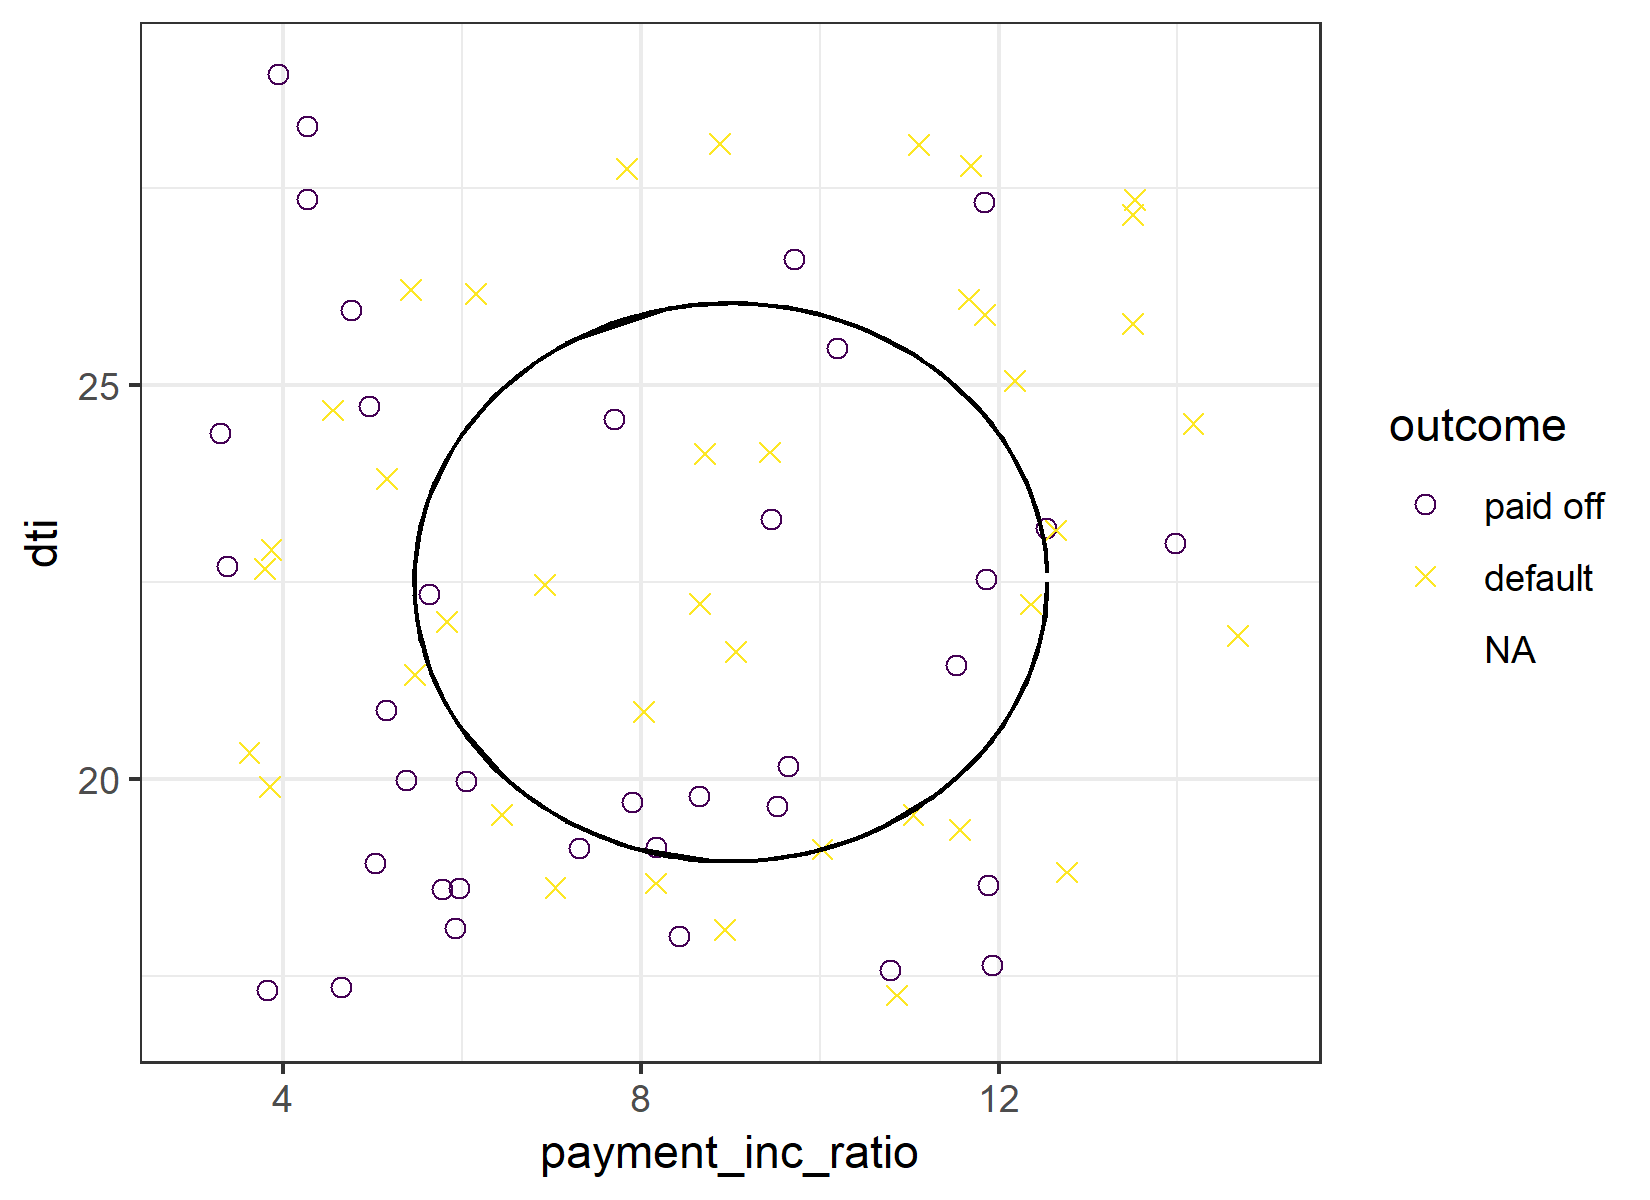 dti
25
20
4 8 12
payment_inc_ratio
outcome
paid off
default
NA